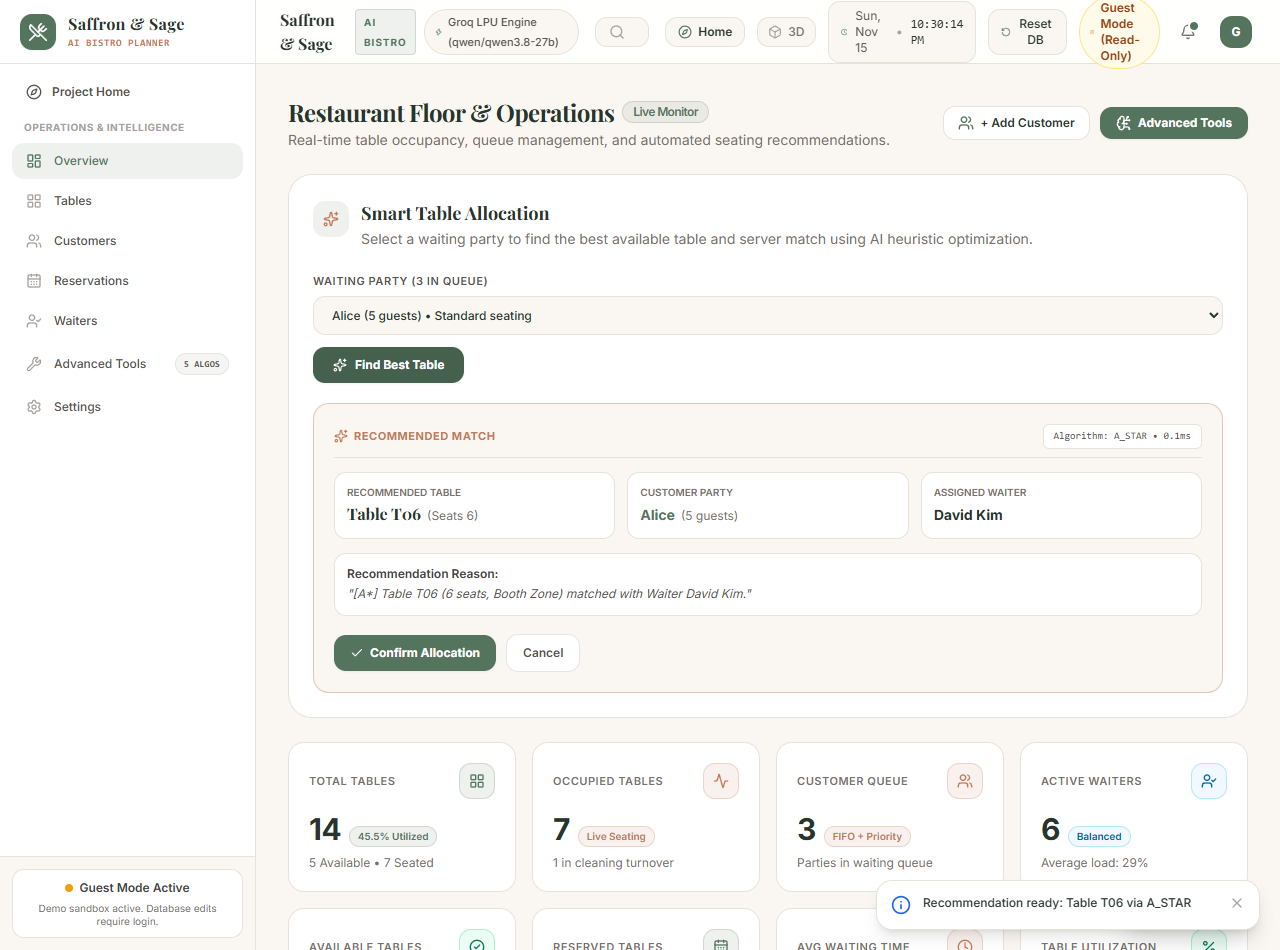 Saffron & Sage
AI BISTRO PLANNER
Project Home
OPERATIONS & INTELLIGENCE
Overview
Tables
Customers
Reservations
Waiters
Advanced Tools
5 ALGOS
Settings
Guest Mode Active
Demo sandbox active. Database edits
require login.
Saffron
& Sage
AI
BISTRO
Groq LPU Engine
(qwen/qwen3.8-27b)
Home
3D
Sun,
Nov
15
•
10:30:14
PM
Reset
DB
Guest
Mode
(Read-
Only)
G
Restaurant Floor & Operations
Live Monitor
Real-time table occupancy, queue management, and automated seating recommendations.
+ Add Customer
Advanced Tools
Smart Table Allocation
Select a waiting party to find the best available table and server match using AI heuristic optimization.
WAITING PARTY (3 IN QUEUE)
Alice (5 guests) • Standard seating
Find Best Table
RECOMMENDED MATCH
Algorithm: A_STAR • 0.1ms
RECOMMENDED TABLE
Table T06 (Seats 6)
CUSTOMER PARTY
Alice (5 guests)
ASSIGNED WAITER
David Kim
Recommendation Reason:
"[A*] Table T06 (6 seats, Booth Zone) matched with Waiter David Kim."
Confirm Allocation
Cancel
TOTAL TABLES
14 45.5% Utilized
5 Available • 7 Seated
OCCUPIED TABLES
7 Live Seating
1 in cleaning turnover
CUSTOMER QUEUE
3 FIFO + Priority
Parties in waiting queue
ACTIVE WAITERS
6 Balanced
Average load: 29%
AVAILABLE TABLES
RESERVED TABLES
AVG WAITING TIME
TABLE UTILIZATION
Recommendation ready: Table T06 via A_STAR